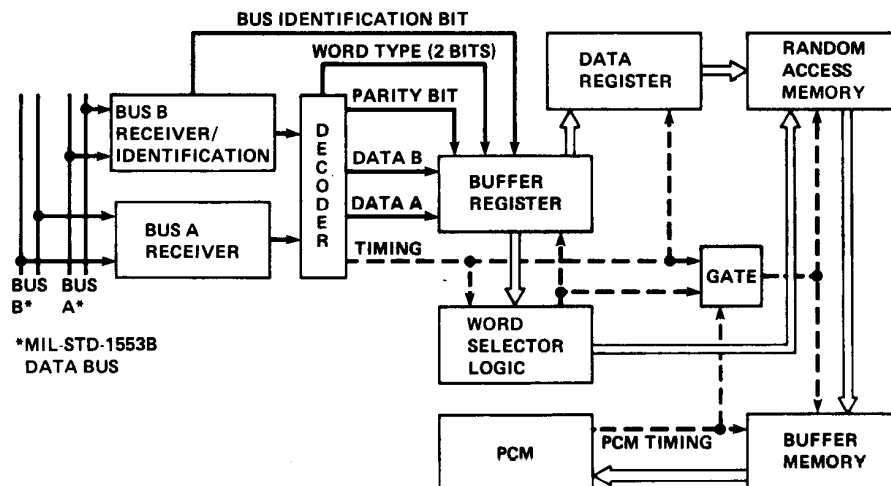 BUS IDENTIFICATION BIT
WORD TYPE (2 BITS)
PARITY BIT
BUS B
RECEIVER/
IDENTIFICATION
DECODER
DATA
REGISTER
RANDOM
ACCESS
MEMORY
DATA B
DATA A
BUFFER
REGISTER
BUS A
RECEIVER
TIMING
GATE
BUS
B*
BUS
A*
*MIL-STD-1553B
DATA BUS
WORD
SELECTOR
LOGIC
PCM
PCM TIMING
BUFFER
MEMORY